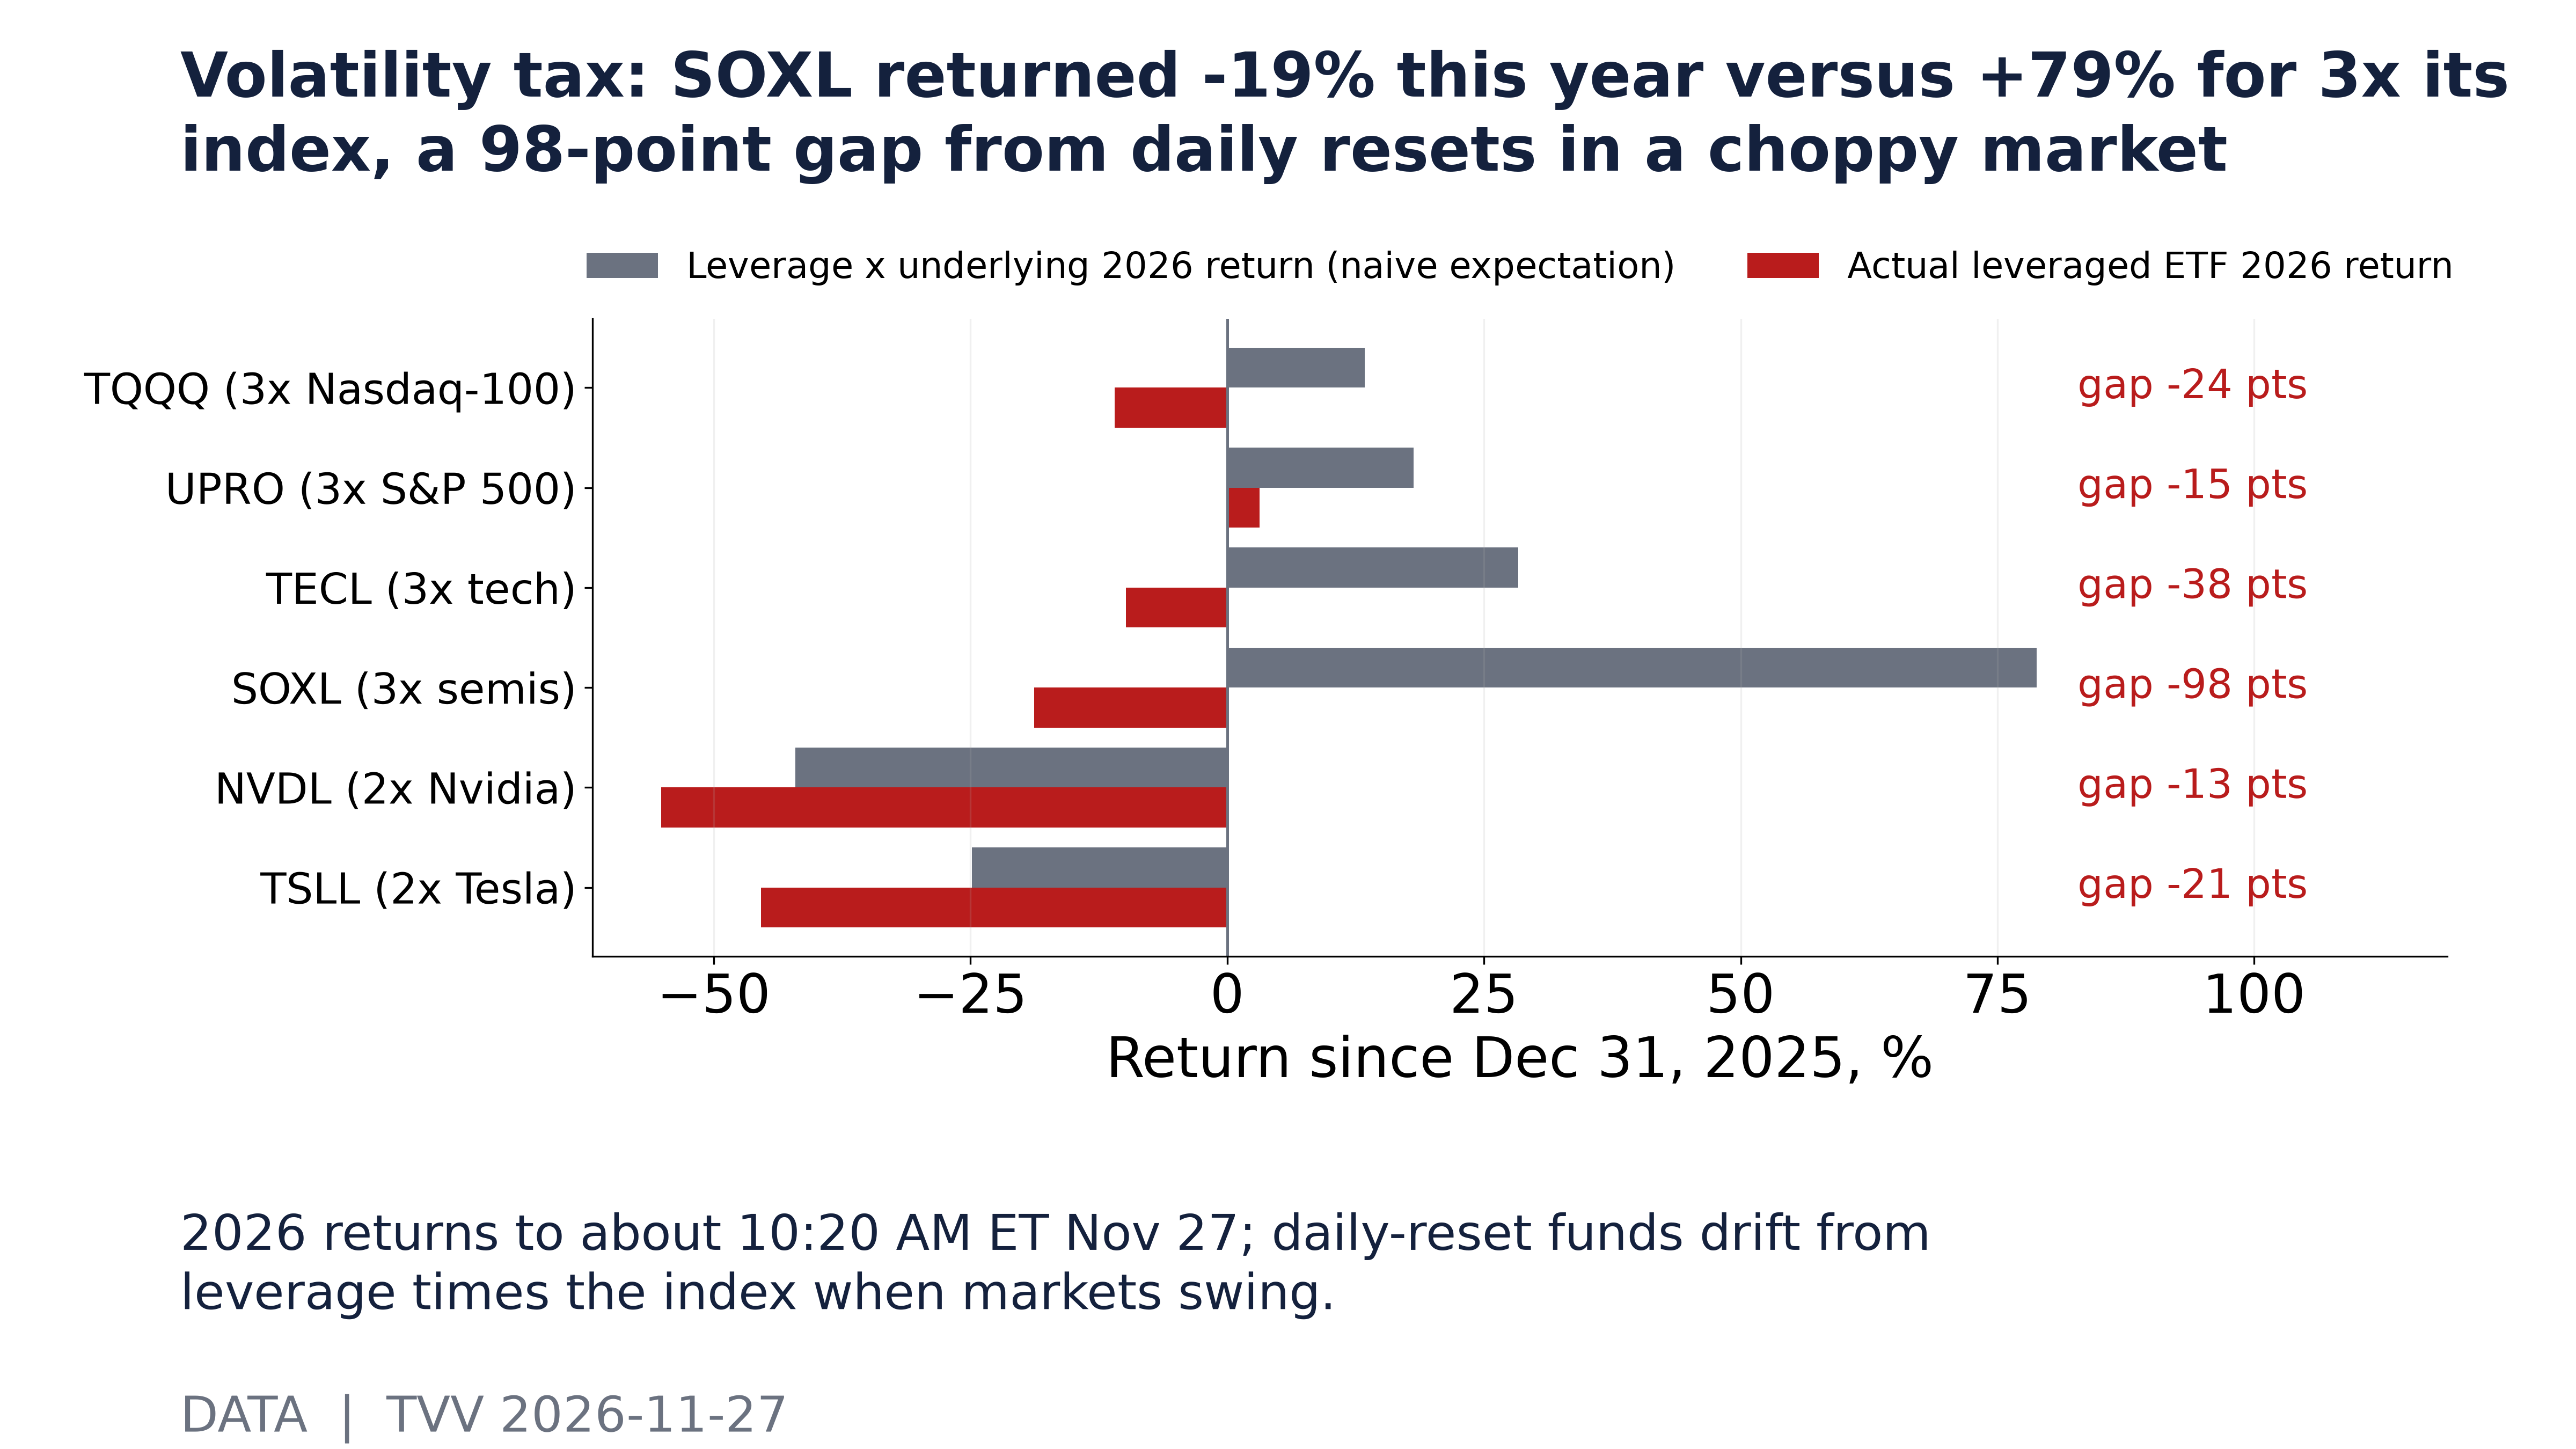 Volatility tax: SOXL returned -19% this year versus +79% for 3x its
index, a 98-point gap from daily resets in a choppy market
Leverage x underlying 2026 return (naive expectation)
Actual leveraged ETF 2026 return
TQQQ (3x Nasdaq-100)
gap -24 pts
UPRO (3x S&P 500)
gap -15 pts
TECL (3x tech)
gap -38 pts
SOXL (3x semis)
gap -98 pts
NVDL (2x Nvidia)
gap -13 pts
TSLL (2x Tesla)
gap -21 pts
−50 −25 0 25 50 75 100
Return since Dec 31, 2025, %
2026 returns to about 10:20 AM ET Nov 27; daily-reset funds drift from
leverage times the index when markets swing.
DATA | TVV 2026-11-27